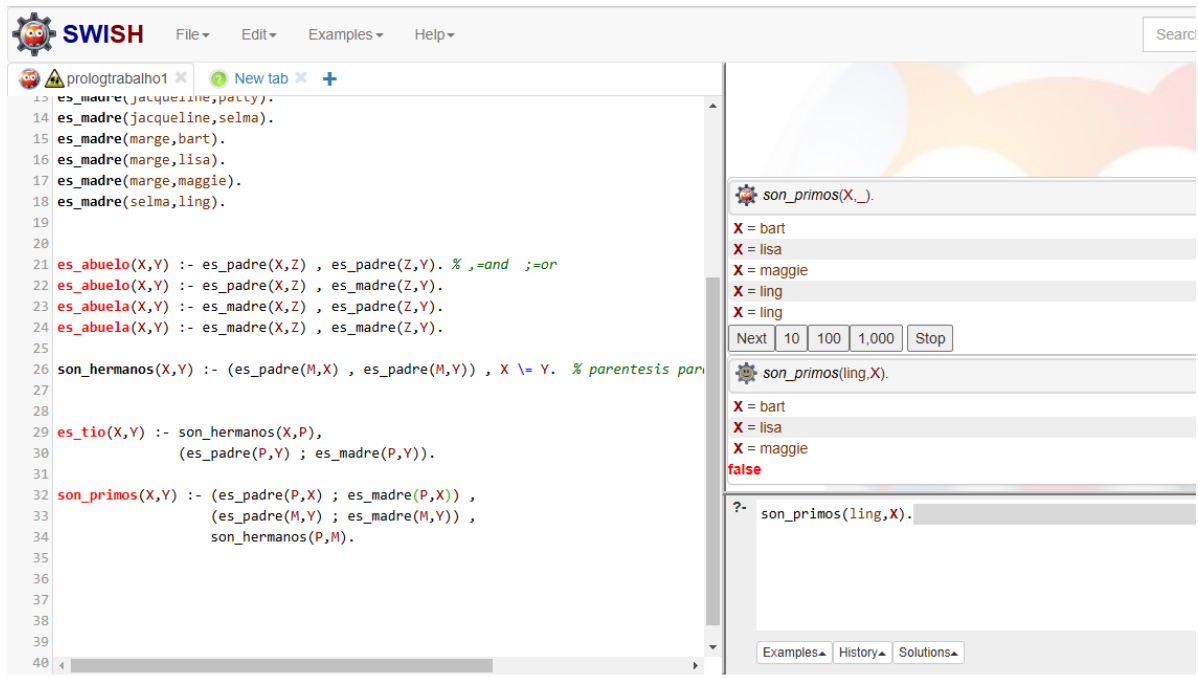 SWISH File Edit Examples Help Search
prologtrabalho1 New tab
13 es_madre(jacqueline,patty).
14 es_madre(jacqueline,selma).
15 es_madre(marge,bart).
16 es_madre(marge,lisa).
17 es_madre(marge,maggie).
18 es_madre(selma,ling).
19
20
21 es_abuelo(X,Y) :- es_padre(X,Z) , es_padre(Z,Y). % ,=and  ;=or
22 es_abuelo(X,Y) :- es_padre(X,Z) , es_madre(Z,Y).
23 es_abuela(X,Y) :- es_madre(X,Z) , es_padre(Z,Y).
24 es_abuela(X,Y) :- es_madre(X,Z) , es_madre(Z,Y).
25
26 son_hermanos(X,Y) :- (es_padre(M,X) , es_padre(M,Y)) , X \= Y.  % parentesis par
27
28
29 es_tio(X,Y) :- son_hermanos(X,P),
30 (es_padre(P,Y) ; es_madre(P,Y)).
31
32 son_primos(X,Y) :- (es_padre(P,X) ; es_madre(P,X)) ,
33 (es_padre(M,Y) ; es_madre(M,Y)) ,
34 son_hermanos(P,M).
35
36
37
38
39
40
son_primos(X,_).
X = bart
X = lisa
X = maggie
X = ling
X = ling
Next 10 100 1,000 Stop
son_primos(ling,X).
X = bart
X = lisa
X = maggie
false
?- son_primos(ling,X).
Examples History Solutions